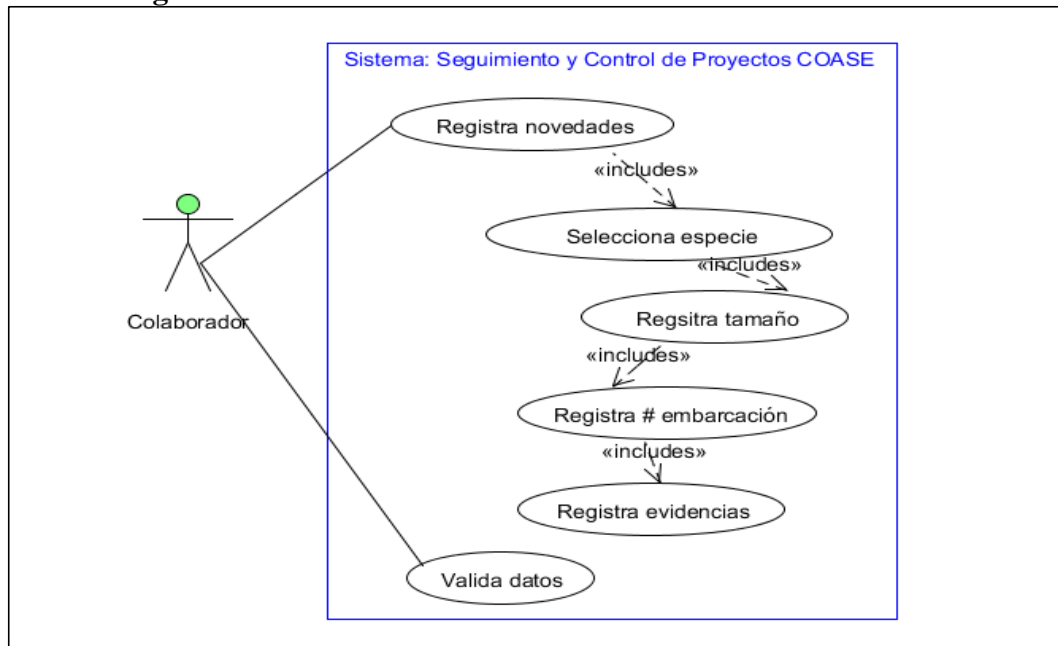 Sistema: Seguimiento y Control de Proyectos COASE
Registra novedades
«includes»
Selecciona especie
«includes»
Regsitra tamaño
«includes»
Registra # embarcación
«includes»
Registra evidencias
Valida datos
Colaborador